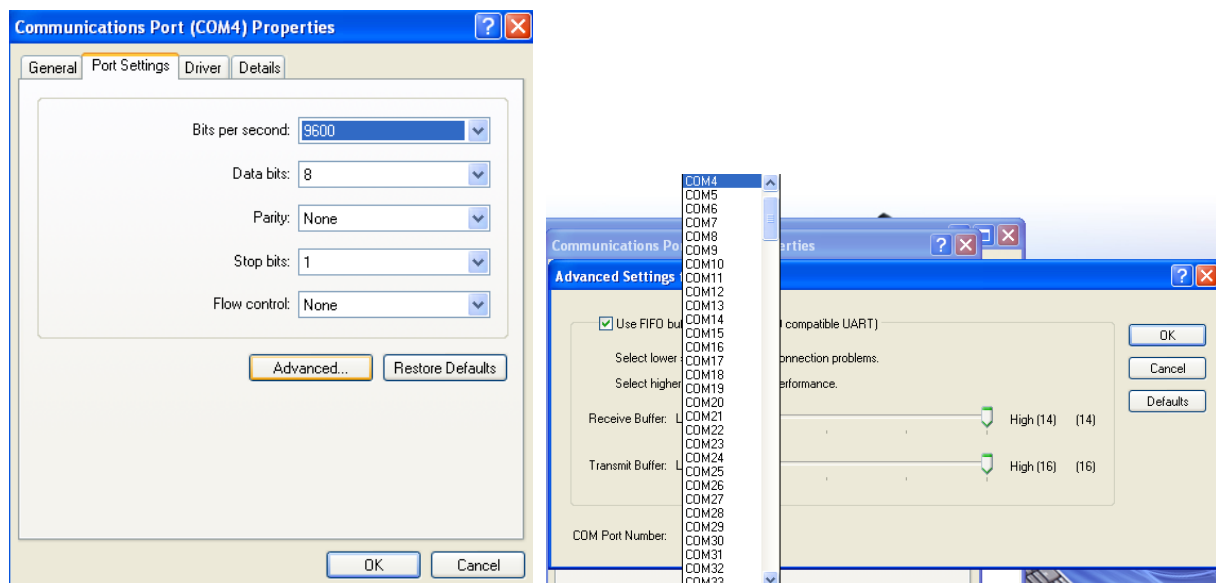 Communications Port (COM4) Properties
General Port Settings Driver Details
Bits per second: 9600
Data bits: 8
Parity: None
Stop bits: 1
Flow control: None
Advanced... Restore Defaults
OK Cancel
Communications Po
erties
Advanced Settings
Use FIFO bu
compatible UART)
Select lower
onnection problems.
Select higher
erformance.
Receive Buffer: L
High (14) (14)
Transmit Buffer: L
High (16) (16)
COM Port Number:
OK
Cancel
Defaults
COM4
COM5
COM6
COM7
COM8
COM9
COM10
COM11
COM12
COM13
COM14
COM15
COM16
COM17
COM18
COM19
COM20
COM21
COM22
COM23
COM24
COM25
COM26
COM27
COM28
COM29
COM30
COM31
COM32
COM33